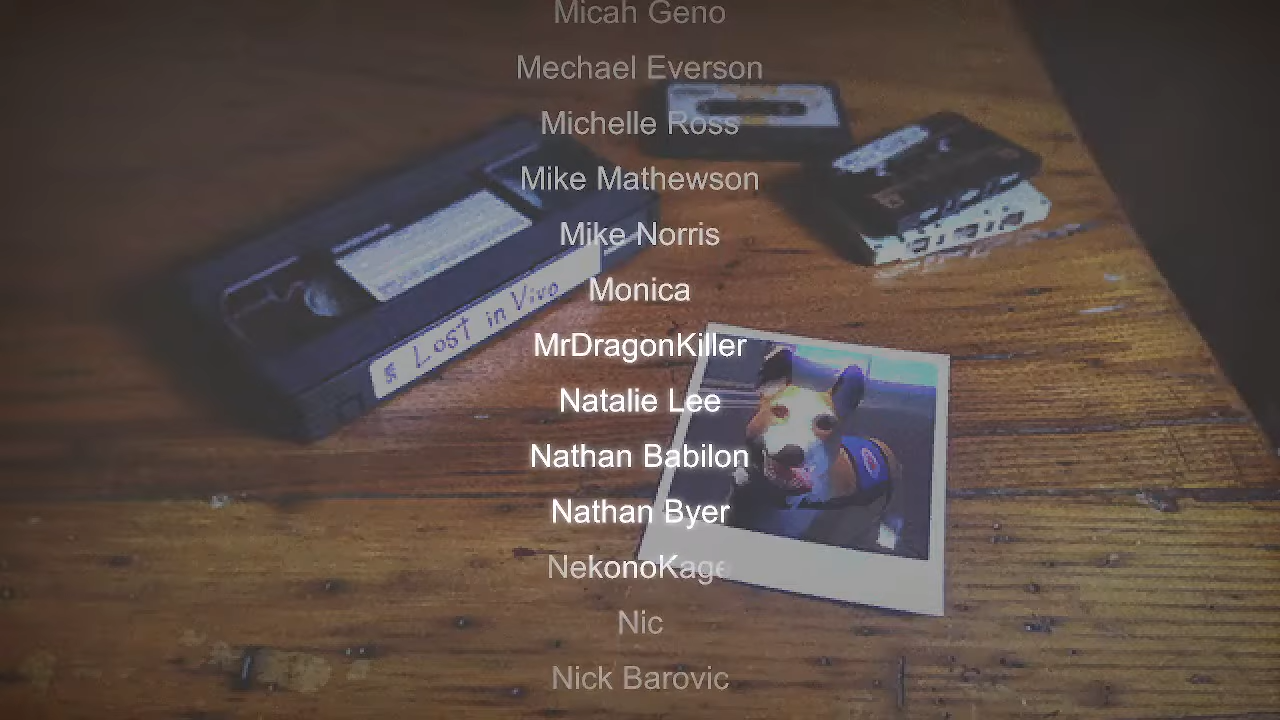 Micah Geno
Mechael Everson
Michelle Ross
Mike Mathewson
Mike Norris
Monica
MrDragonKiller
Natalie Lee
Nathan Babilon
Nathan Byer
NekonoKage
Nic
Nick Barovic
Lost in Vivo